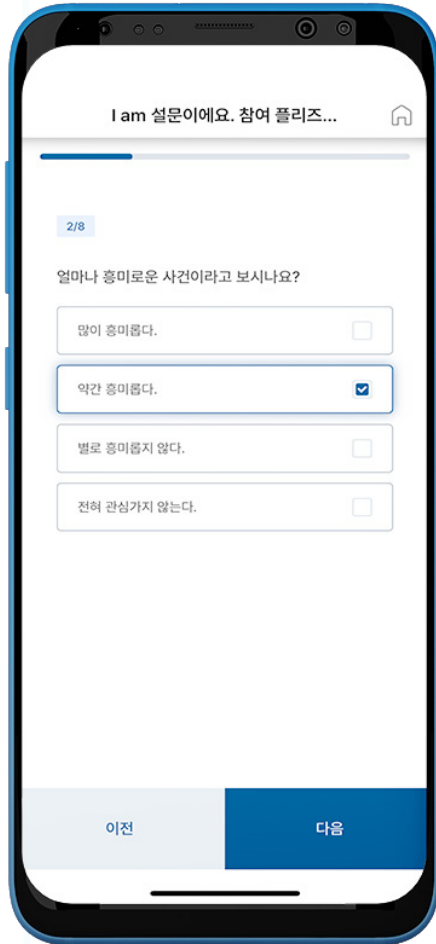 I am 설문이에요. 참여 플리즈...
2/8
얼마나 흥미로운 사건이라고 보시나요?
많이 흥미롭다.
약간 흥미롭다.
별로 흥미롭지 않다.
전혀 관심가지 않는다.
이전
다음